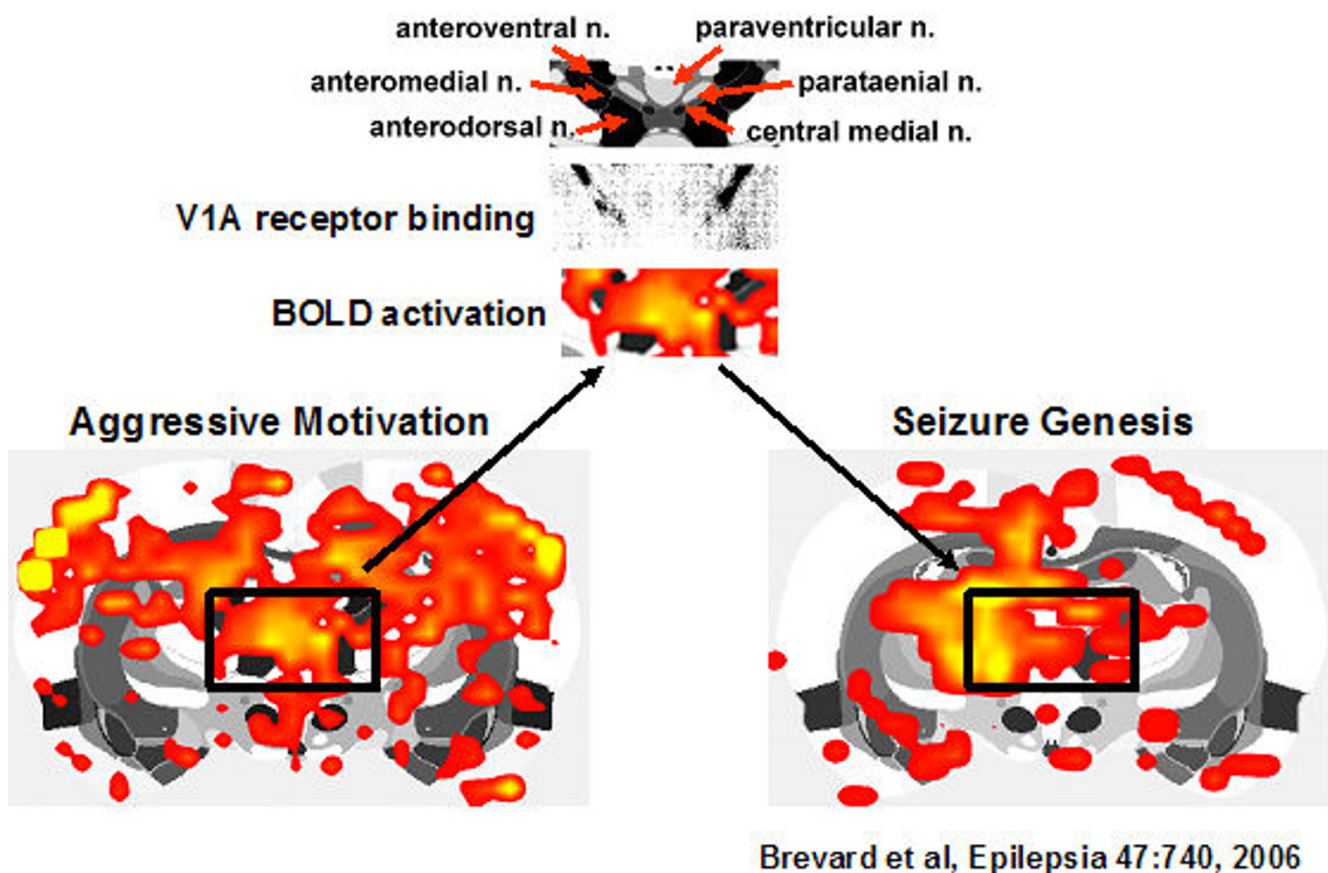 anteroventral n.
paraventricular n.
anteromedial n.
parataenial n.
anterodorsal n.
central medial n.
V1A receptor binding
BOLD activation
Aggressive Motivation
Seizure Genesis
Brevard et al, Epilepsia 47:740, 2006